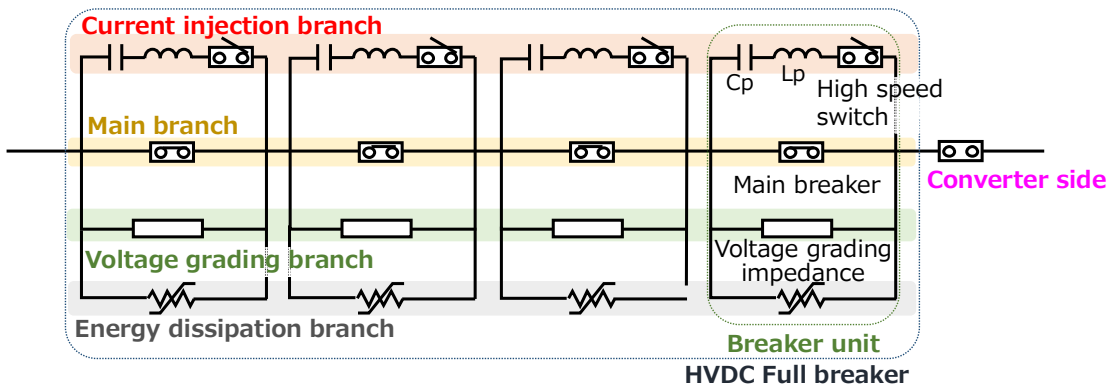 Current injection branch
Cp
Lp
High speed
switch
Main branch
Main breaker
Converter side
Voltage grading branch
Voltage grading
impedance
Energy dissipation branch
Breaker unit
HVDC Full breaker